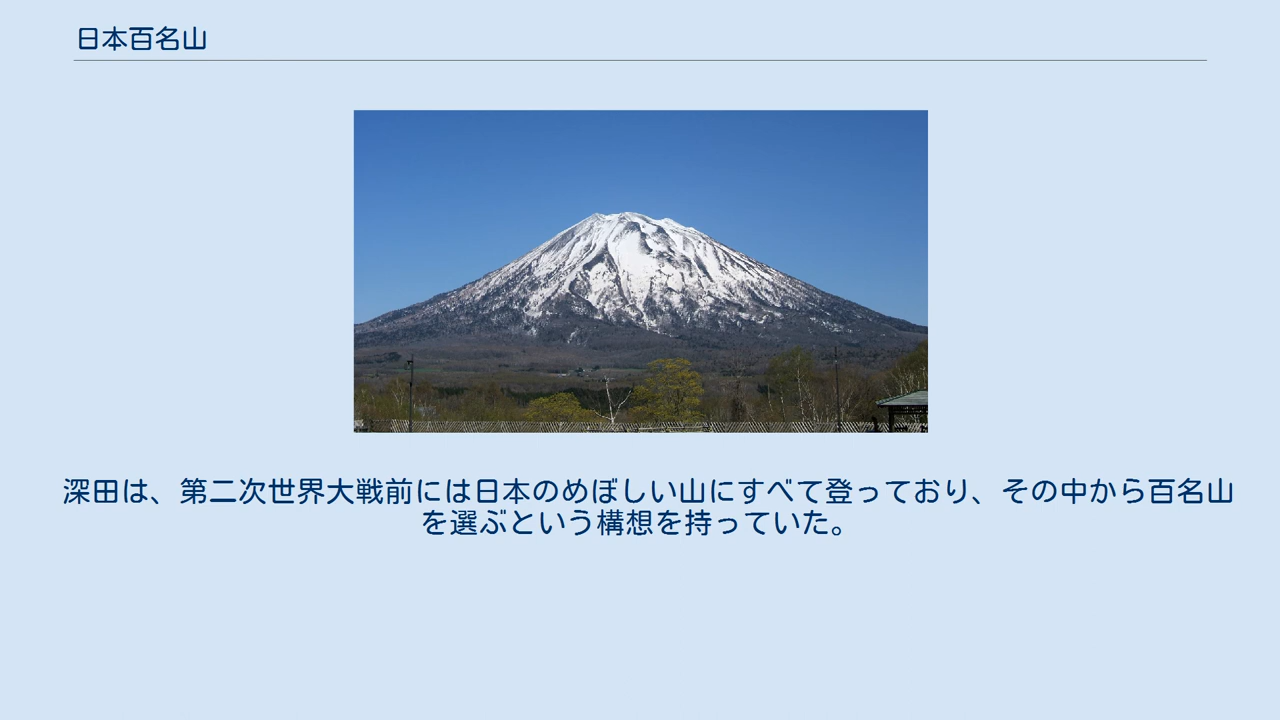 日本百名山
深田は、第二次世界大戦前には日本のめぼしい山にすべて登っており、その中から百名山
を選ぶという構想を持っていた。